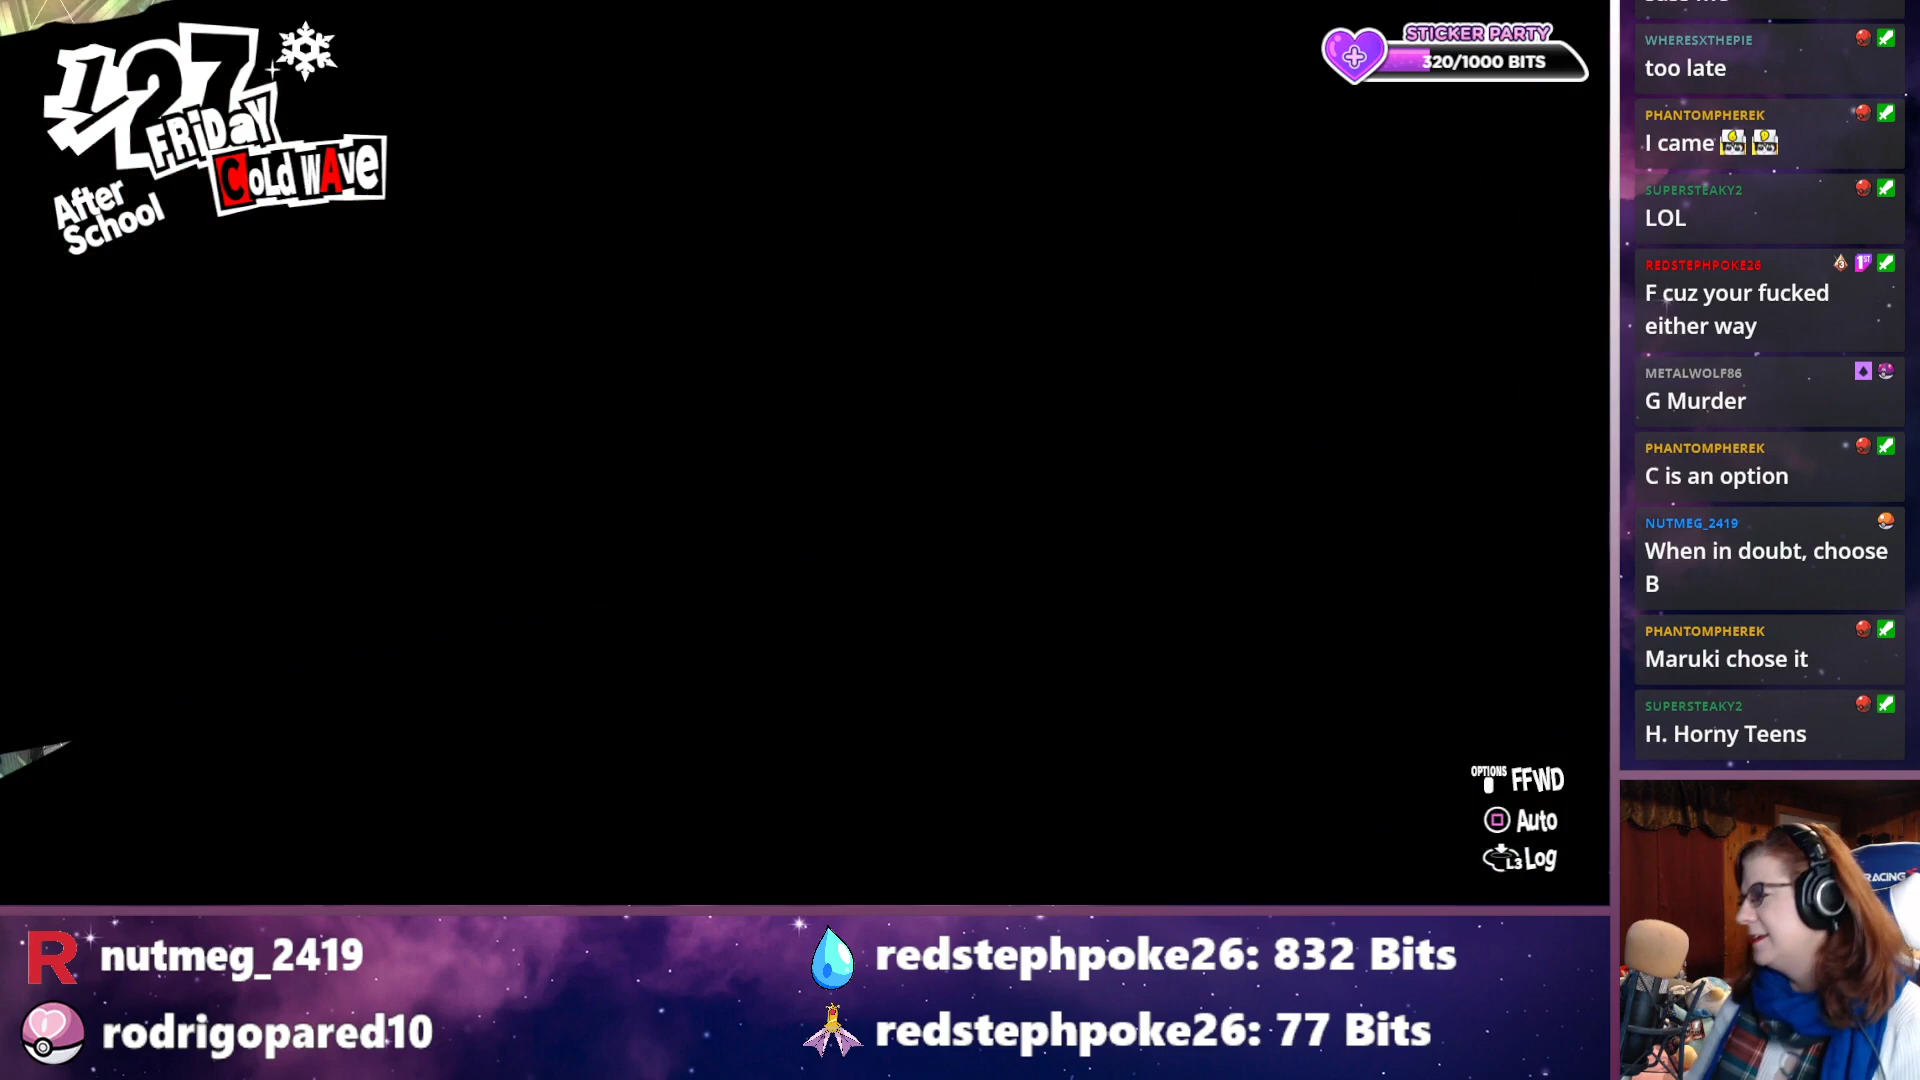 1/27
FRiDaY
CoLd wAve
After
School
STICKER PARTY
320/1000 BITS
WHERESXTHEPIE
too late
PHANTOMPHEREK
I came
SUPERSTEAKY2
LOL
REDSTEPHPOKE26
F cuz your fucked
either way
METALWOLF86
G Murder
PHANTOMPHEREK
C is an option
NUTMEG_2419
When in doubt, choose
B
PHANTOMPHEREK
Maruki chose it
SUPERSTEAKY2
H. Horny Teens
OPTIONS FFWD
Auto
L3 Log
RACING
R nutmeg_2419
rodrigopared10
redstephpoke26: 832 Bits
redstephpoke26: 77 Bits